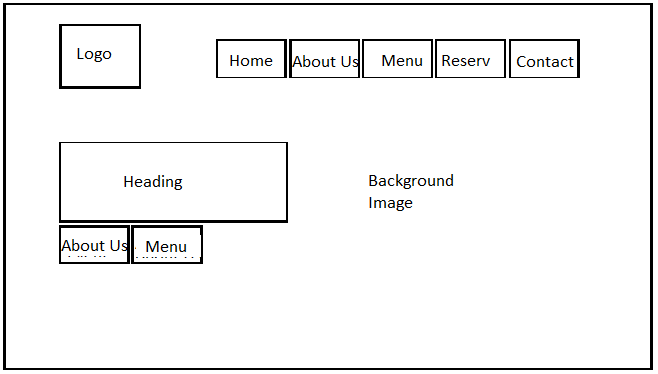 Logo
Home About Us Menu Reserv Contact
Heading
Background
Image
About Us Menu